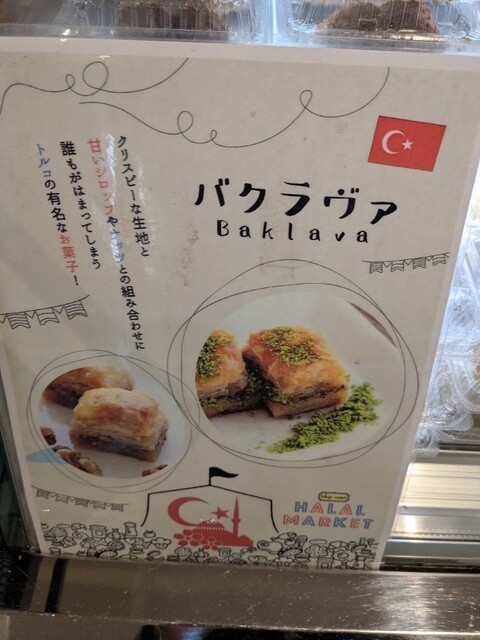 バクラヴァ
Baklava
クリスピーな生地と
甘いシロップやナッツとの組み合わせに
誰もがはまってしまう
トルコの有名なお菓子！
HALAL
MARKET